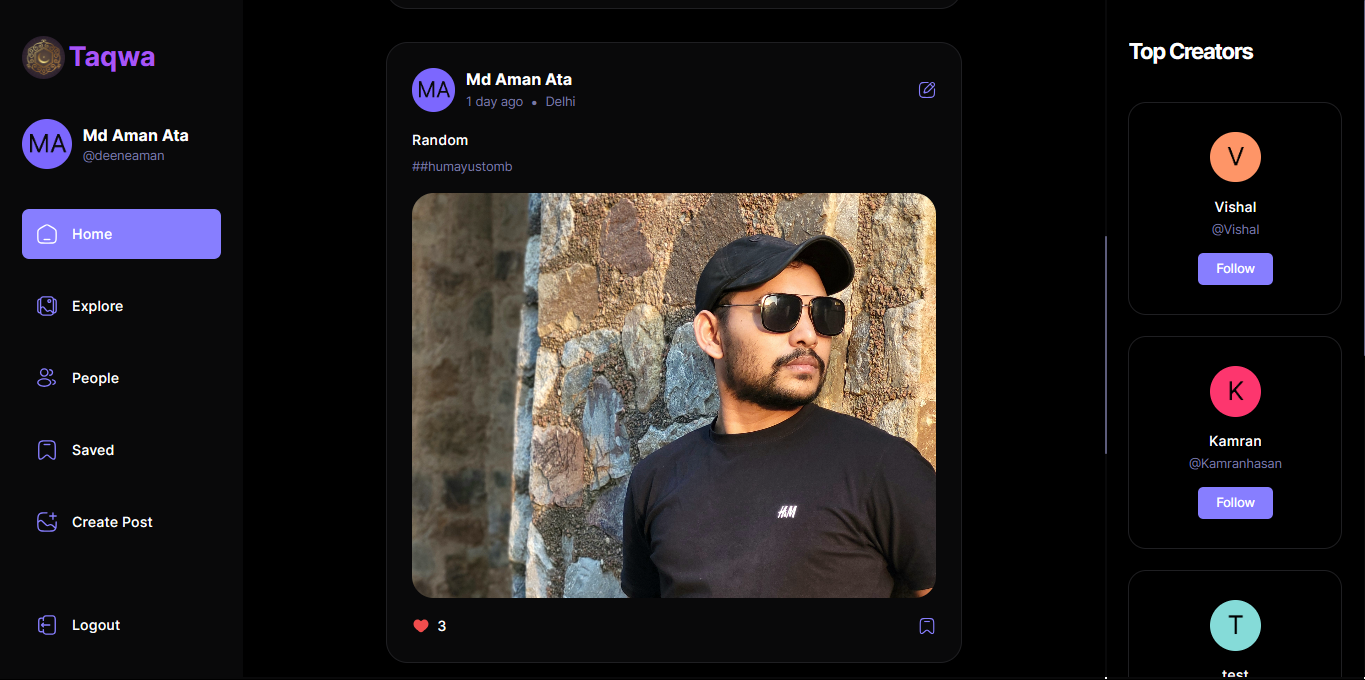 Taqwa
MA
Md Aman Ata
@deeneaman
Home
Explore
People
Saved
Create Post
Logout
MA
Md Aman Ata
1 day ago • Delhi
Random
##humayustomb
H&M
3
Top Creators
V
Vishal
@Vishal
Follow
K
Kamran
@Kamranhasan
Follow
T
test